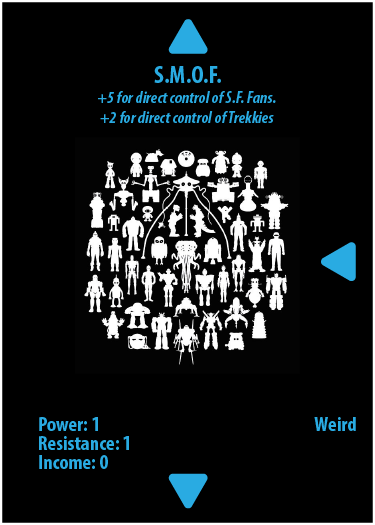 S.M.O.F.
+5 for direct control of S.F. Fans.
+2 for direct control of Trekkies
Power: 1
Weird
Resistance: 1
Income: 0